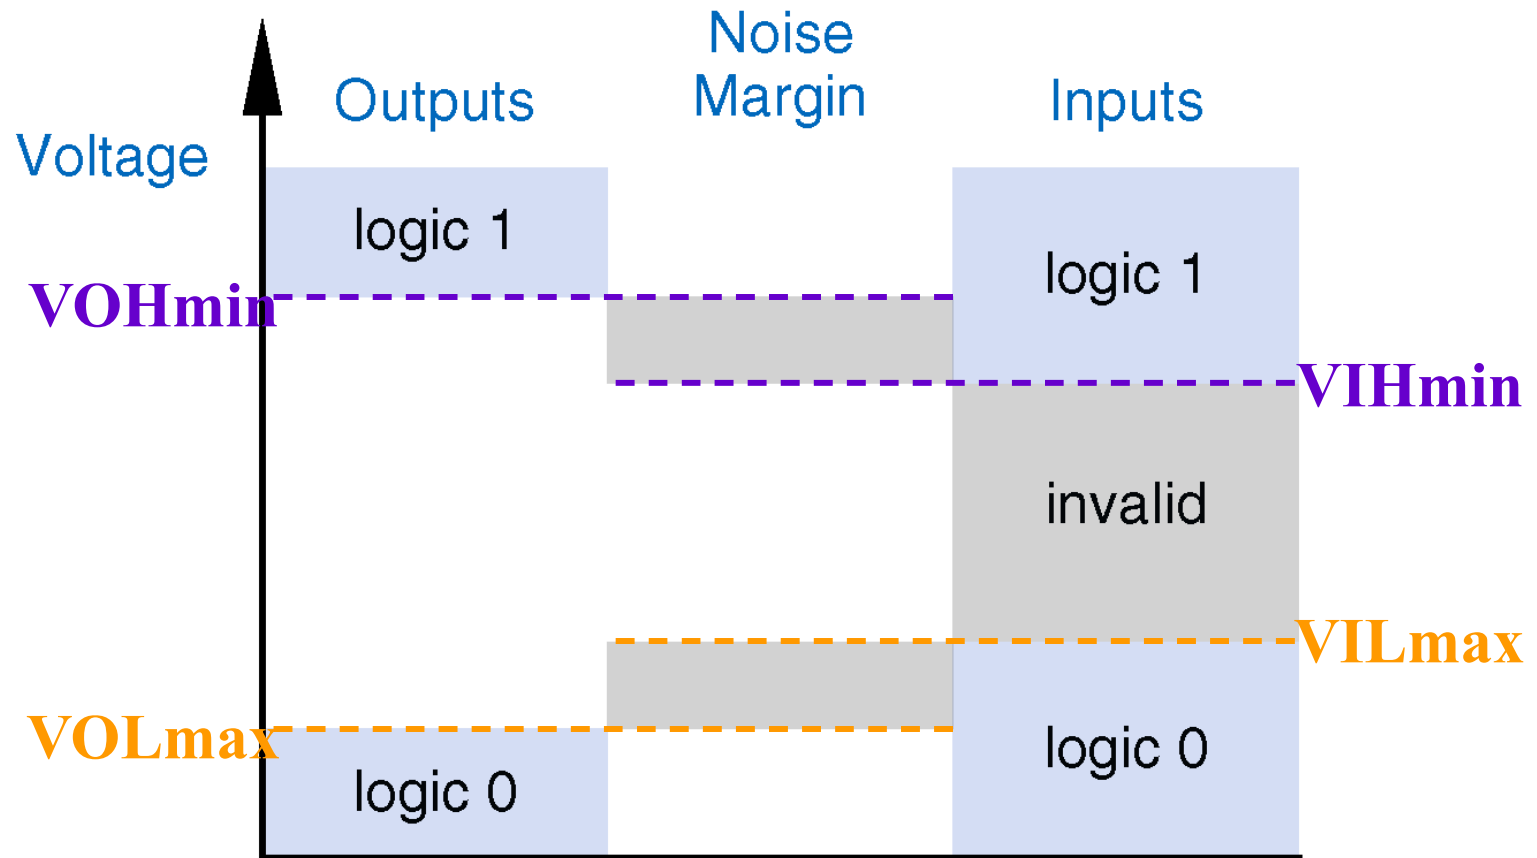 Noise
Margin
Outputs
Inputs
Voltage
logic 1
logic 1
VOHmin
VIHmin
invalid
VILmax
VOLmax
logic 0
logic 0